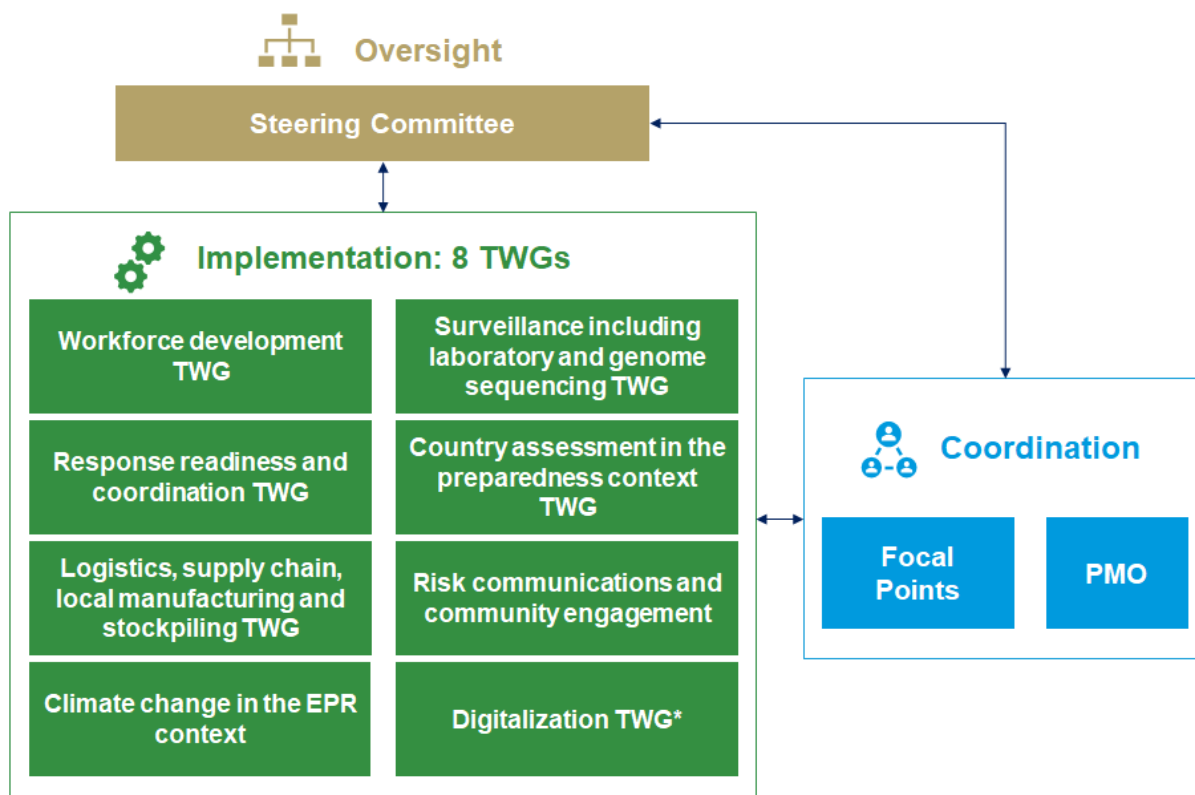 Oversight
Steering Committee
Implementation: 8 TWGs
Workforce development
TWG
Surveillance including
laboratory and genome
sequencing TWG
Response readiness and
coordination TWG
Country assessment in the
preparedness context
TWG
Logistics, supply chain,
local manufacturing and
stockpiling TWG
Risk communications and
community engagement
Climate change in the EPR
context
Digitalization TWG*
Coordination
Focal
Points
PMO